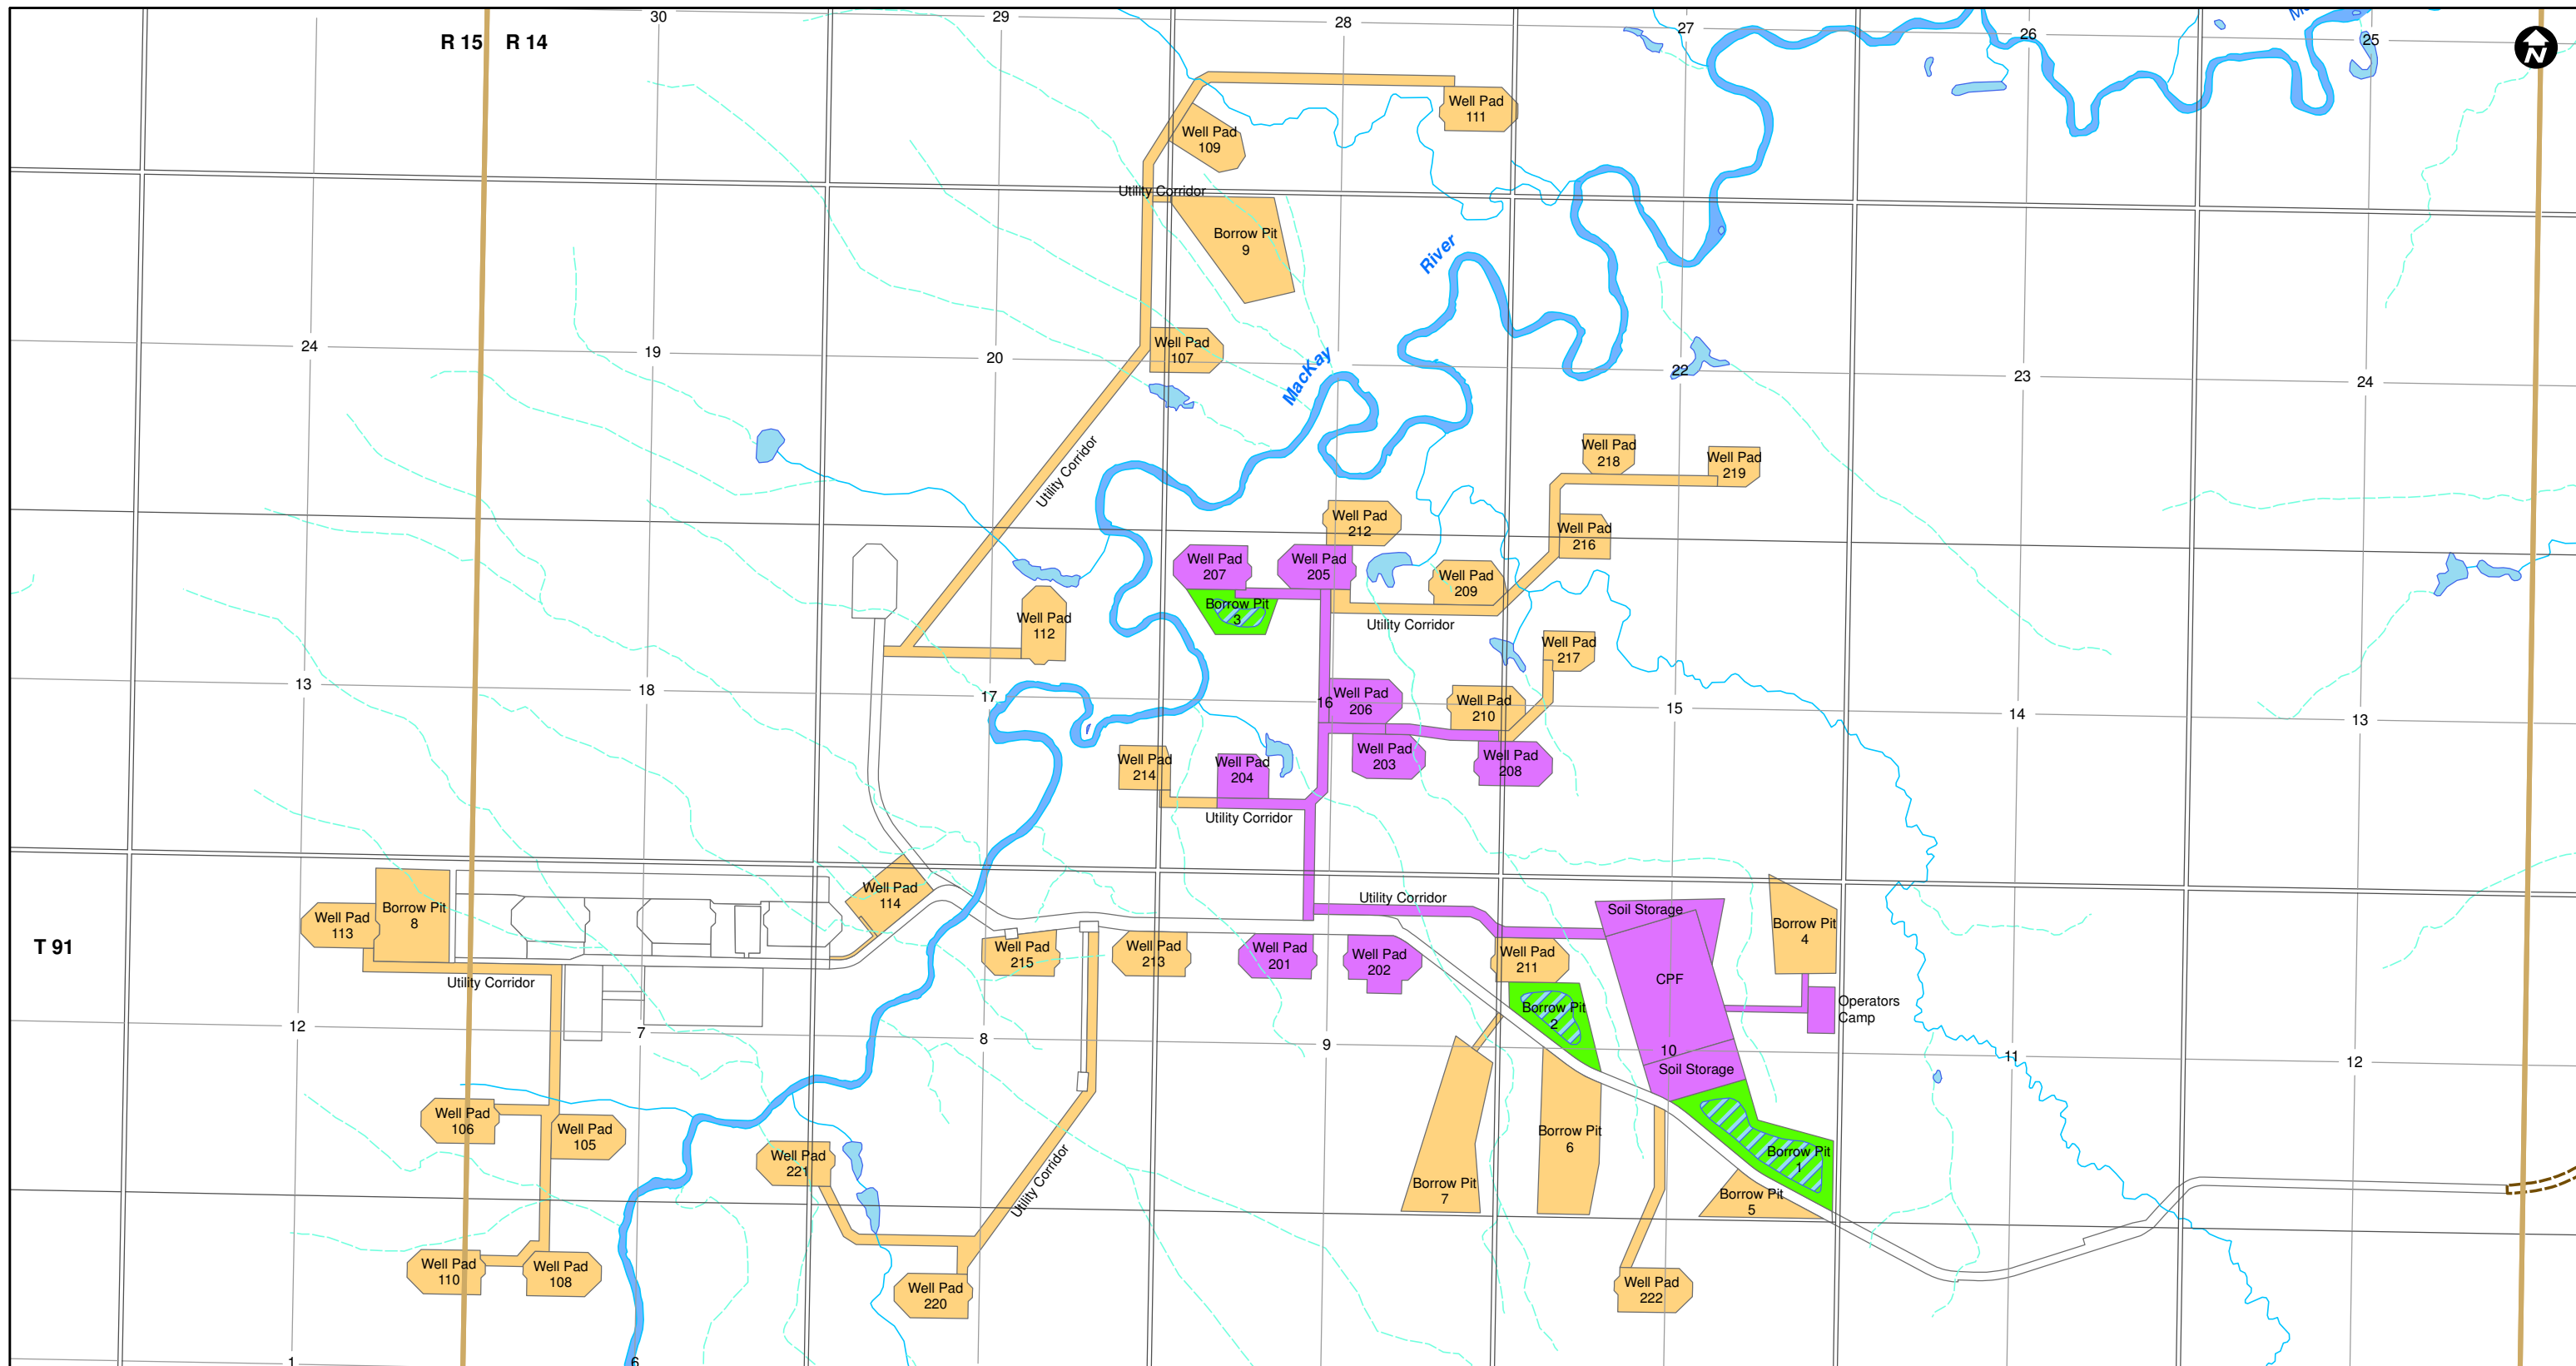 30
29
28
27
26
25
R 15
R 14
N
Well Pad
111
Well Pad
109
Utility Corridor
Borrow Pit
9
River
MacKay
24
19
20
Well Pad
107
22
23
24
Utility Corridor
Well Pad
218
Well Pad
219
Well Pad
212
Well Pad
216
Well Pad
207
Well Pad
205
Well Pad
209
Borrow Pit
3
Utility Corridor
Well Pad
112
Well Pad
217
13
18
17
16
Well Pad
206
Well Pad
210
15
14
13
Well Pad
214
Well Pad
204
Well Pad
203
Well Pad
208
Utility Corridor
Well Pad
114
Utility Corridor
Soil Storage
Borrow Pit
8
Well Pad
113
Borrow Pit
4
T 91
Well Pad
215
Well Pad
213
Well Pad
201
Well Pad
202
Well Pad
211
CPF
Utility Corridor
Operators
Camp
Borrow Pit
2
12
7
8
9
10
11
12
Soil Storage
Well Pad
106
Well Pad
105
Well Pad
221
Utility Corridor
Borrow Pit
6
Borrow Pit
1
Borrow Pit
7
Borrow Pit
5
Well Pad
110
Well Pad
108
Well Pad
220
Well Pad
222
1
6